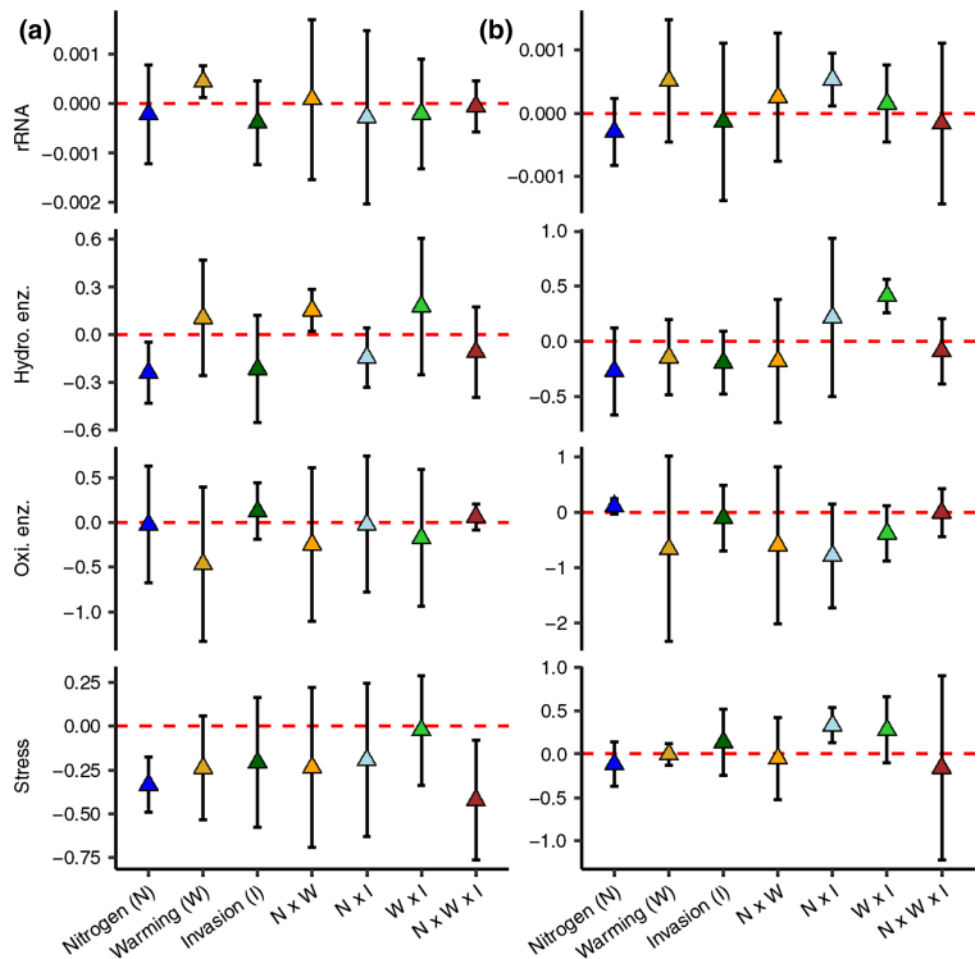 (a)
(b)
rRNA
0.001
0.000
−0.001
−0.002
0.001
0.000
−0.001
Hydro. enz.
0.6
0.3
0.0
−0.3
−0.6
1.0
0.5
0.0
−0.5
Oxi. enz.
0.5
0.0
−0.5
−1.0
1
0
−1
−2
Stress
0.25
0.00
−0.25
−0.50
−0.75
1.0
0.5
0.0
−0.5
−1.0
Nitrogen (N)
Warming (W)
Invasion (I)
N x W
N x I
W x I
N x W x I
Nitrogen (N)
Warming (W)
Invasion (I)
N x W
N x I
W x I
N x W x I